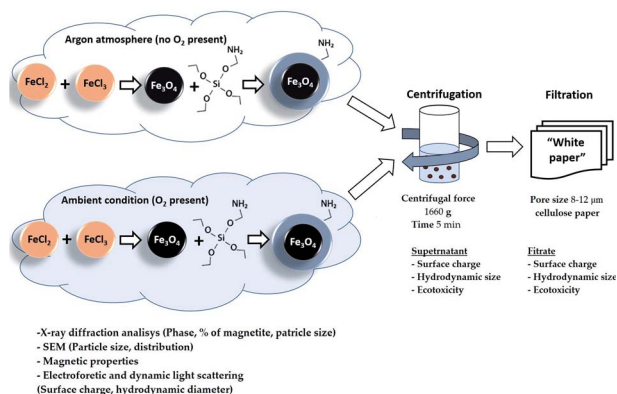 Argon atmosphere (no O2 present)
FeCl2 + FeCl3
Fe3O4 +
NH2
O
O
Si
O
O
Fe3O4
NH2
Ambient condition (O2 present)
FeCl2 + FeCl3
Fe3O4 +
NH2
O
O
Si
O
O
Fe3O4
NH2
Centrifugation
Centrifugal force
1660 g
Time 5 min
Supetrnatant
- Surface charge
- Hydrodynamic size
- Ecotoxicity
Filtration
"White
paper"
Pore size 8-12 μm
cellulose paper
Fitrate
- Surface charge
- Hydrodynamic size
- Ecotoxicity
-X-ray diffraction analisys (Phase, % of magnetite, patricle size)
- SEM (Particle size, distribution)
- Magnetic properties
- Electroforetic and dynamic light scattering
(Surface charge, hydrodynamic diameter)